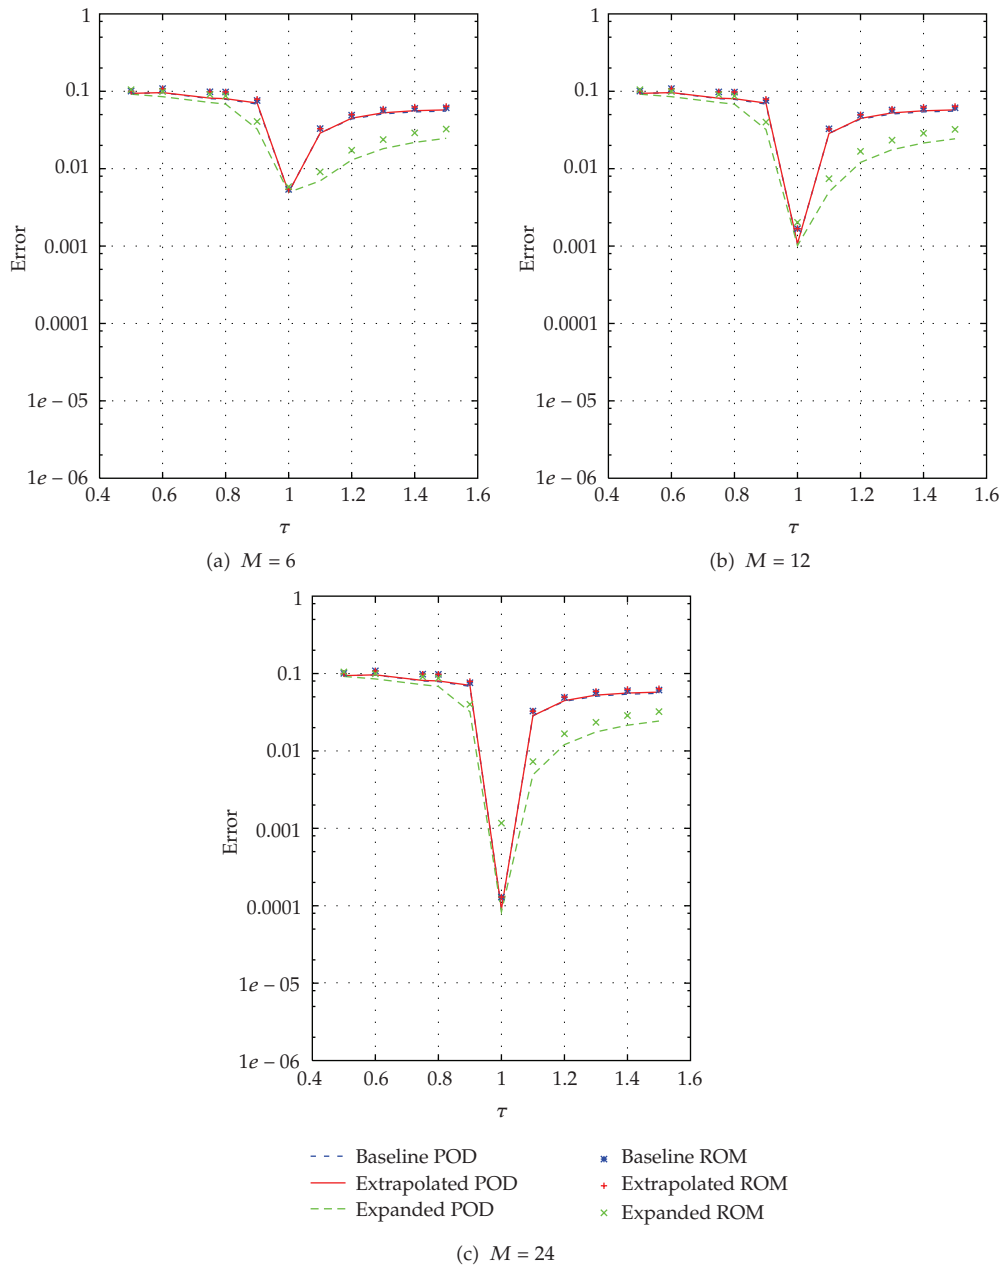 1
0.1
0.01
0.001
0.0001
1e − 05
1e − 06
Error
0.4 0.6 0.8 1 1.2 1.4 1.6
τ
(a) M = 6
1
0.1
0.01
0.001
0.0001
1e − 05
1e − 06
Error
0.4 0.6 0.8 1 1.2 1.4 1.6
τ
(b) M = 12
1
0.1
0.01
0.001
0.0001
1e − 05
1e − 06
Error
0.4 0.6 0.8 1 1.2 1.4 1.6
τ
Baseline POD
Extrapolated POD
Expanded POD
Baseline ROM
Extrapolated ROM
Expanded ROM
(c) M = 24